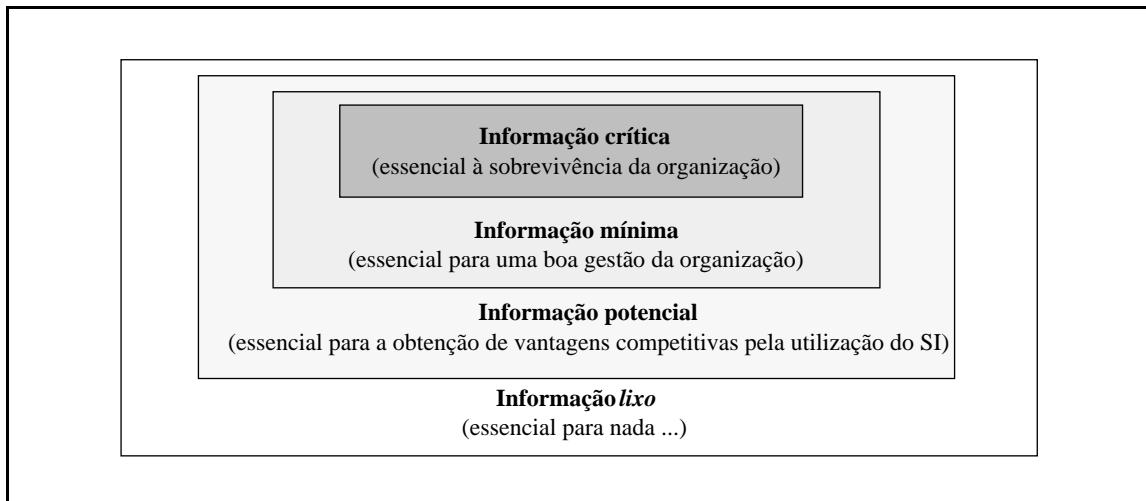 Informação crítica
(essencial à sobrevivência da organização)
Informação mínima
(essencial para uma boa gestão da organização)
Informação potencial
(essencial para a obtenção de vantagens competitivas pela utilização do SI)
Informação lixo
(essencial para nada ...)